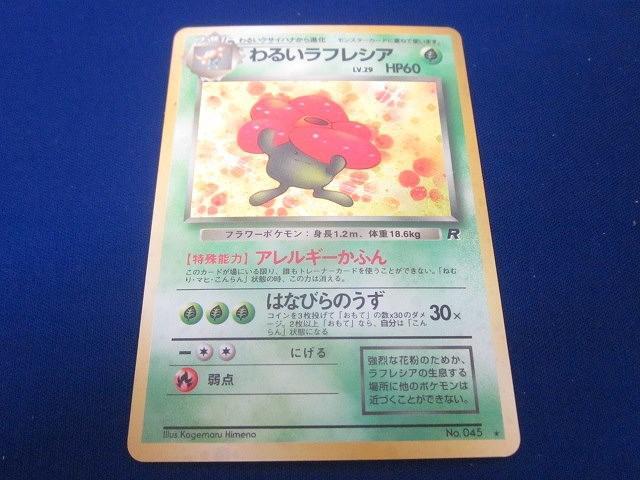 わるいクサイハナから進化 モンスターカードに重ねて使います。
わるいラフレシア
LV.29 HP60
フラワーポケモン：身長1.2m、体重18.6kg
R
【特殊能力】アレルギーかふん
このカードが場にいる限り、誰もトレーナーカードを使うことができない。「ねむ
り・マヒ・こんらん」状態の時、この力は消える。
はなびらのうず
コインを3枚投げて「おもて」の数×30のダメ
ージ。2枚以上「おもて」なら、自分は「こん
らん」状態になる
30×
にげる
弱点
強烈な花粉のためか、
ラフレシアの生息する
場所に他のポケモンは
近づくことができない。
Illus. Kagemaru Himeno
No. 045 ★